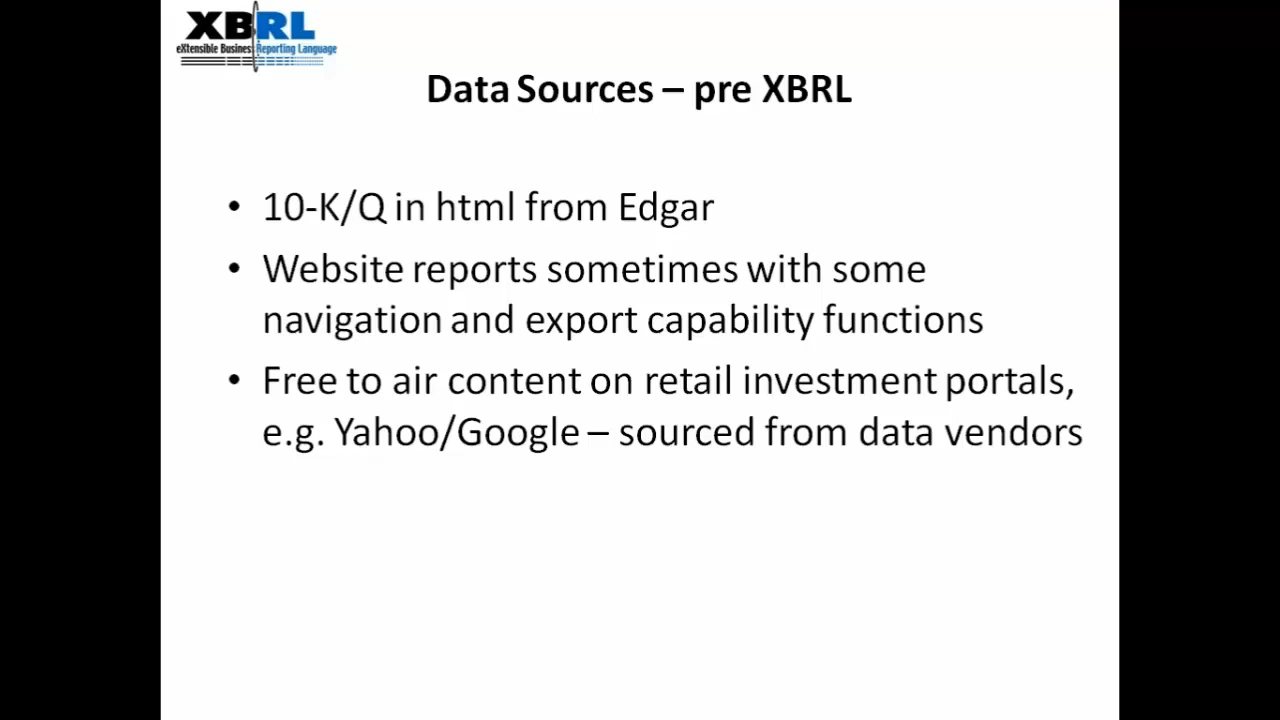 XBRL
eXtensible Business Reporting Language
Data Sources – pre XBRL
• 10-K/Q in html from Edgar
• Website reports sometimes with some
navigation and export capability functions
• Free to air content on retail investment portals,
e.g. Yahoo/Google – sourced from data vendors